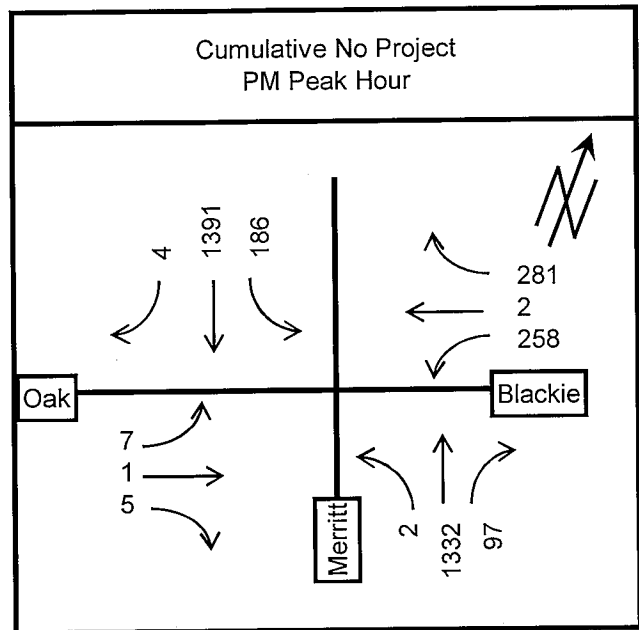 Cumulative No Project
PM Peak Hour
4
1391
186
281
2
258
Oak
Blackie
7
1
5
Merritt
2
1332
97